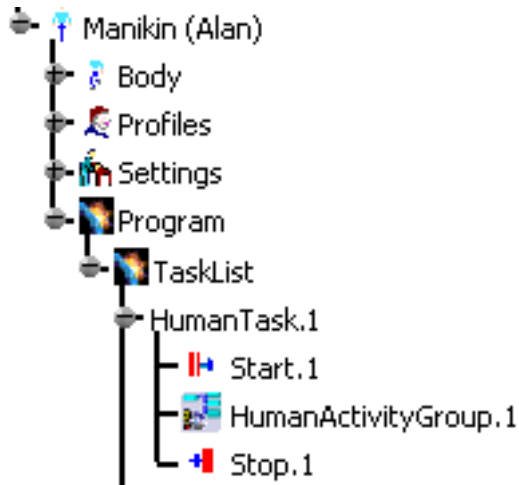 Manikin (Alan)
Body
Profiles
Settings
Program
TaskList
HumanTask.1
Start.1
HumanActivityGroup.1
Stop.1